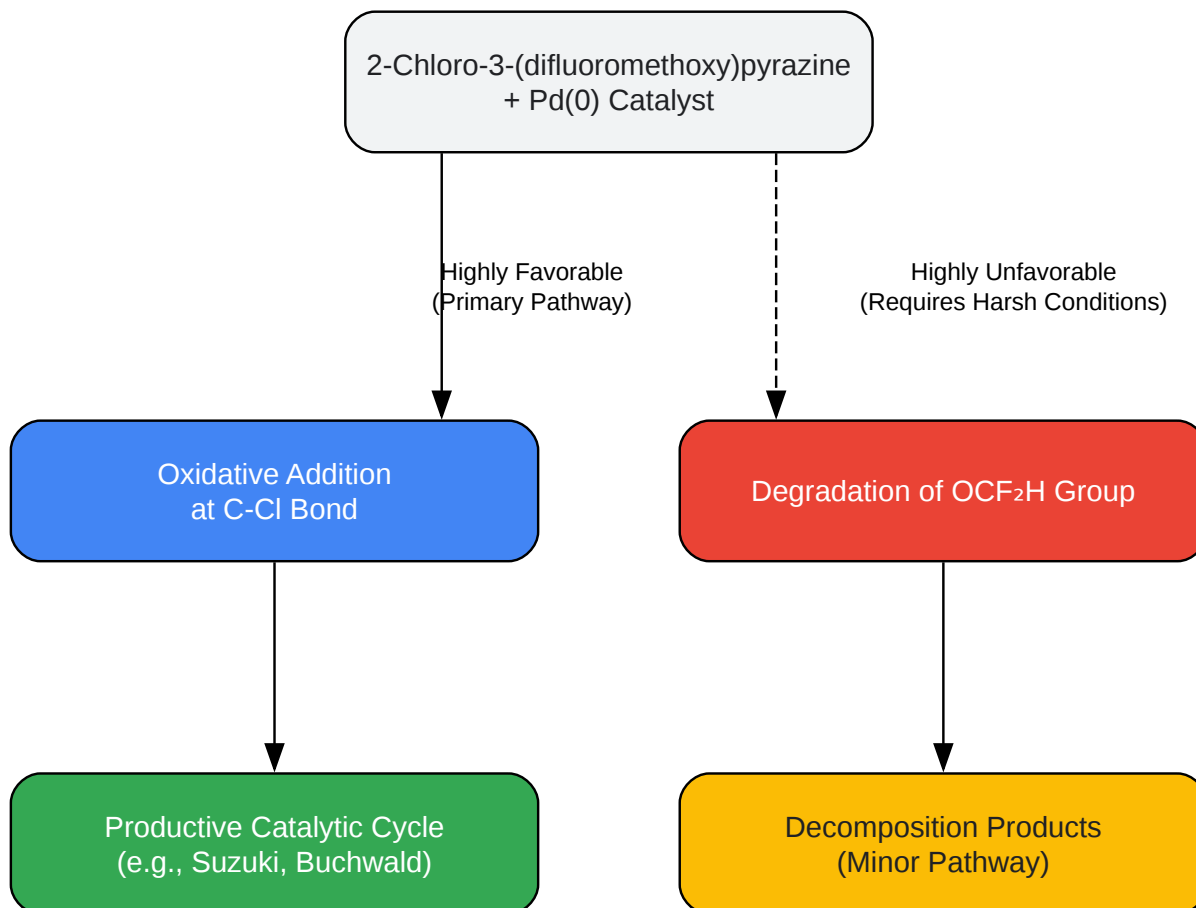 2-Chloro-3-(difluoromethoxy)pyrazine
+ Pd(0) Catalyst
Highly Favorable
(Primary Pathway)
Highly Unfavorable
(Requires Harsh Conditions)
Oxidative Addition
at C-Cl Bond
Degradation of OCF₂H Group
Productive Catalytic Cycle
(e.g., Suzuki, Buchwald)
Decomposition Products
(Minor Pathway)